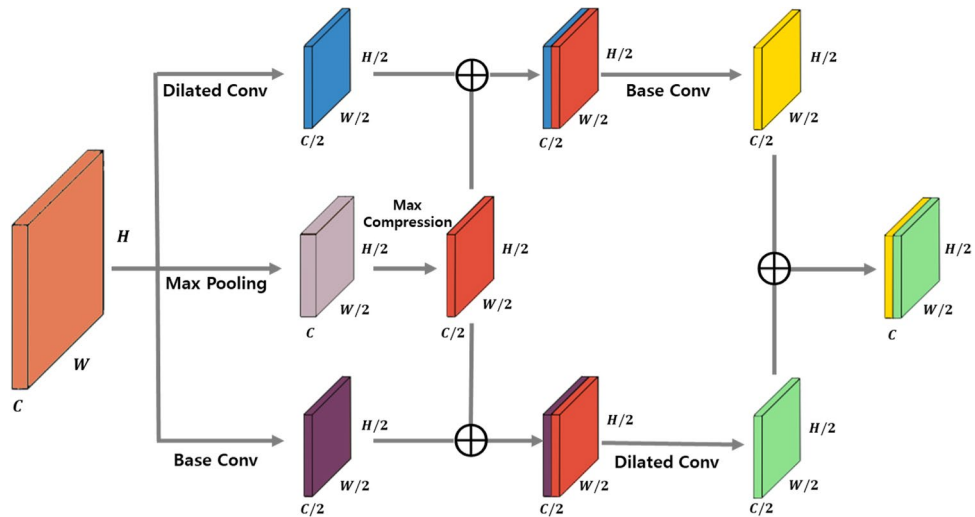 H
W
C
Dilated Conv
H/2
W/2
C/2
Max Pooling
H/2
W/2
C
Base Conv
H/2
W/2
C/2
Max
Compression
H/2
W/2
C/2
H/2
W/2
C/2
H/2
W/2
C/2
Base Conv
H/2
W/2
C/2
Dilated Conv
H/2
W/2
C/2
H/2
W/2
C